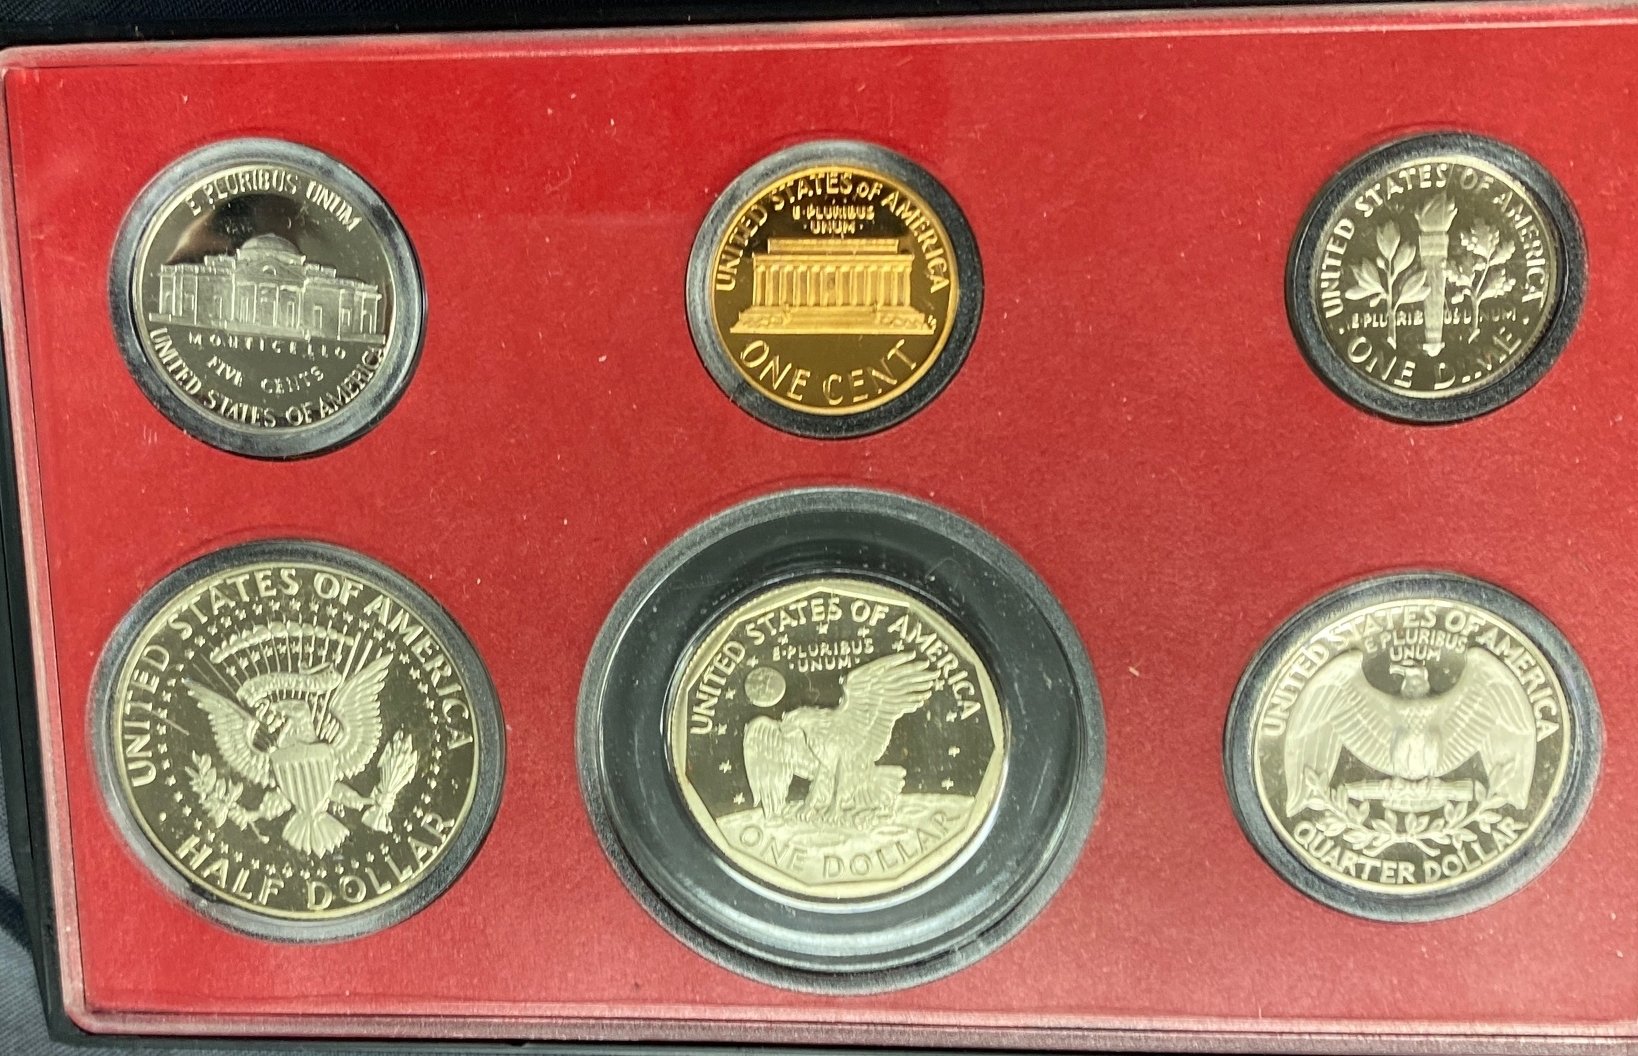 E PLURIBUS UNUM
MONTICELLO
FIVE CENTS
UNITED STATES OF AMERICA
UNITED STATES OF AMERICA
E·PLURIBUS
·UNUM·
ONE CENT
UNITED STATES OF AMERICA
·E PLURIBUS UNUM·
· ONE DIME ·
UNITED STATES OF AMERICA
· HALF DOLLAR ·
UNITED STATES OF AMERICA
E·PLURIBUS
·UNUM·
ONE DOLLAR
UNITED STATES OF AMERICA
E PLURIBUS
UNUM
QUARTER DOLLAR